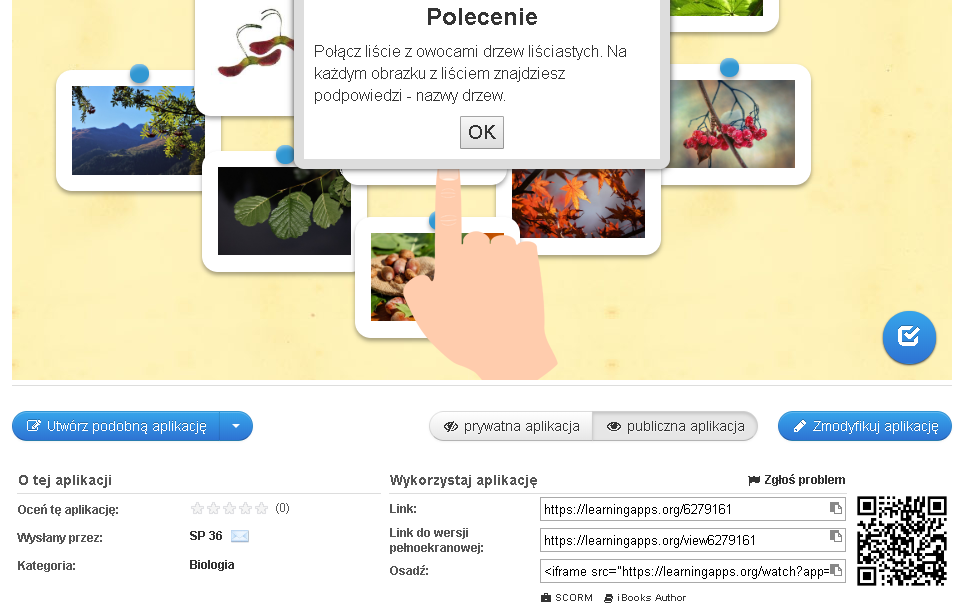 Polecenie
Połącz liście z owocami drzew liściastych. Na
każdym obrazku z liściem znajdziesz
podpowiedzi - nazwy drzew.
OK
Utwórz podobną aplikację
prywatna aplikacja
publiczna aplikacja
Zmodyfikuj aplikację
O tej aplikacji
Wykorzystaj aplikację
Zgłoś problem
Oceń tę aplikację:
(0)
Link:
https://learningapps.org/6279161
Wysłany przez:
SP 36
Link do wersji
pełnoekranowej:
https://learningapps.org/view6279161
Kategoria:
Biologia
Osadź:
<iframe src="https://learningapps.org/watch?app=
SCORM
iBooks Author